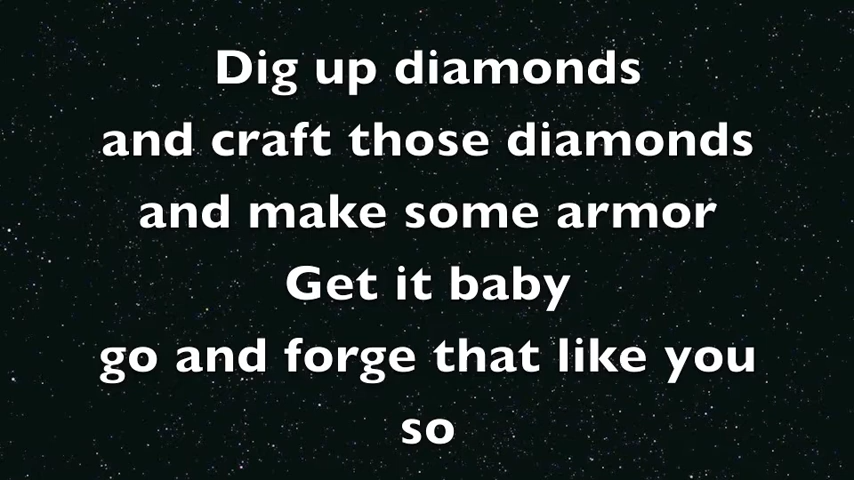 Dig up diamonds
and craft those diamonds
and make some armor
Get it baby
go and forge that like you
so